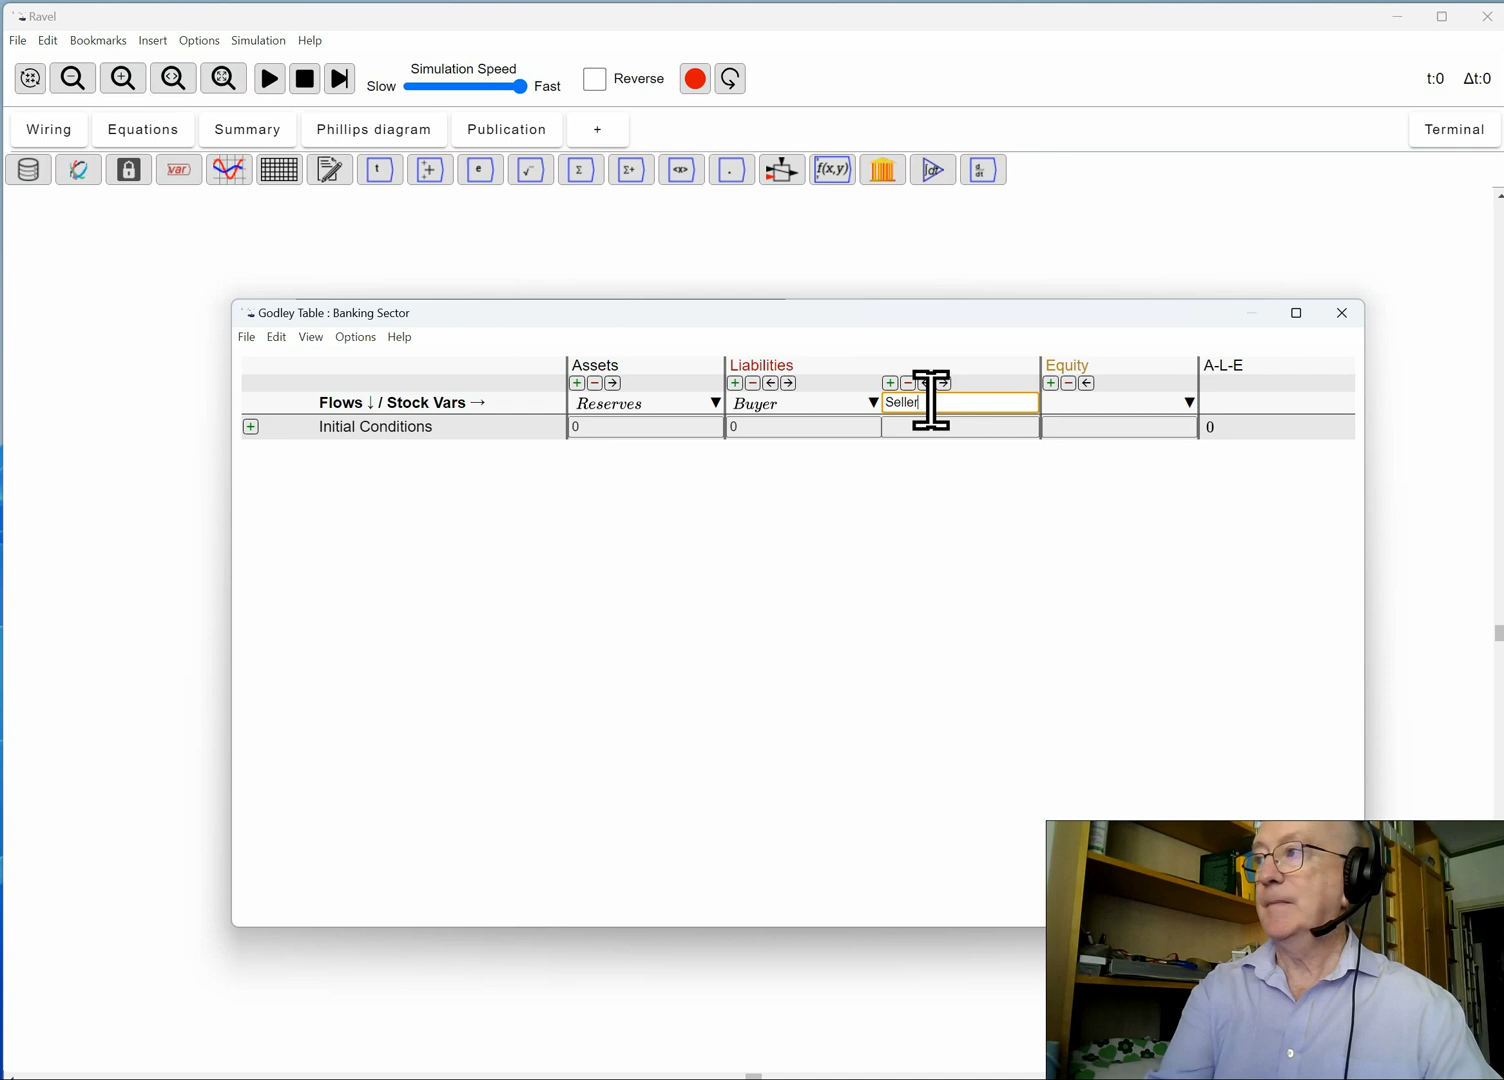 Ravel
File Edit Bookmarks Insert Options Simulation Help
Simulation Speed
Slow Fast Reverse t:0 Δt:0
Wiring Equations Summary Phillips diagram Publication + Terminal
var t + e √ Σ Σ+ <x> . f(x,y) ∫dt d/dt
Godley Table : Banking Sector
File Edit View Options Help
Assets Liabilities Equity A-L-E
+ − → + − ← → + − ← → + − ←
Flows ↓ / Stock Vars → Reserves ▼ Buyer ▼ Seller ▼
+ Initial Conditions 0 0 0